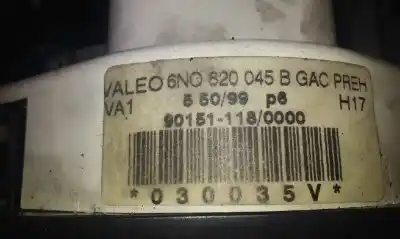 VALEO 6N0 820 045 B GAC PREH
VA1 5 50/99 p6 H17
90151-118/0000
*030035V*